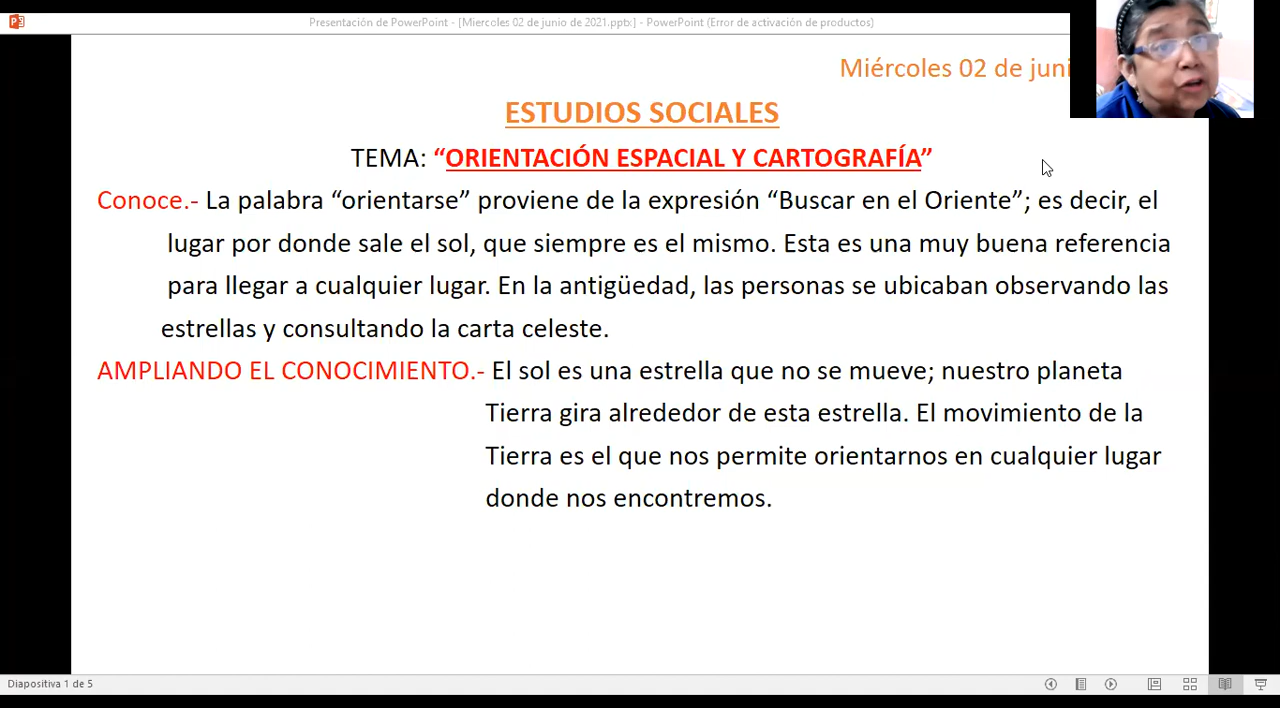 Presentación de PowerPoint - [Miercoles 02 de junio de 2021.ppb:] - PowerPoint (Error de activación de productos)
Miércoles 02 de juni
ESTUDIOS SOCIALES
TEMA: “ORIENTACIÓN ESPACIAL Y CARTOGRAFÍA”
Conoce.- La palabra “orientarse” proviene de la expresión “Buscar en el Oriente”; es decir, el
lugar por donde sale el sol, que siempre es el mismo. Esta es una muy buena referencia
para llegar a cualquier lugar. En la antigüedad, las personas se ubicaban observando las
estrellas y consultando la carta celeste.
AMPLIANDO EL CONOCIMIENTO.- El sol es una estrella que no se mueve; nuestro planeta
Tierra gira alrededor de esta estrella. El movimiento de la
Tierra es el que nos permite orientarnos en cualquier lugar
donde nos encontremos.
Diapositiva 1 de 5